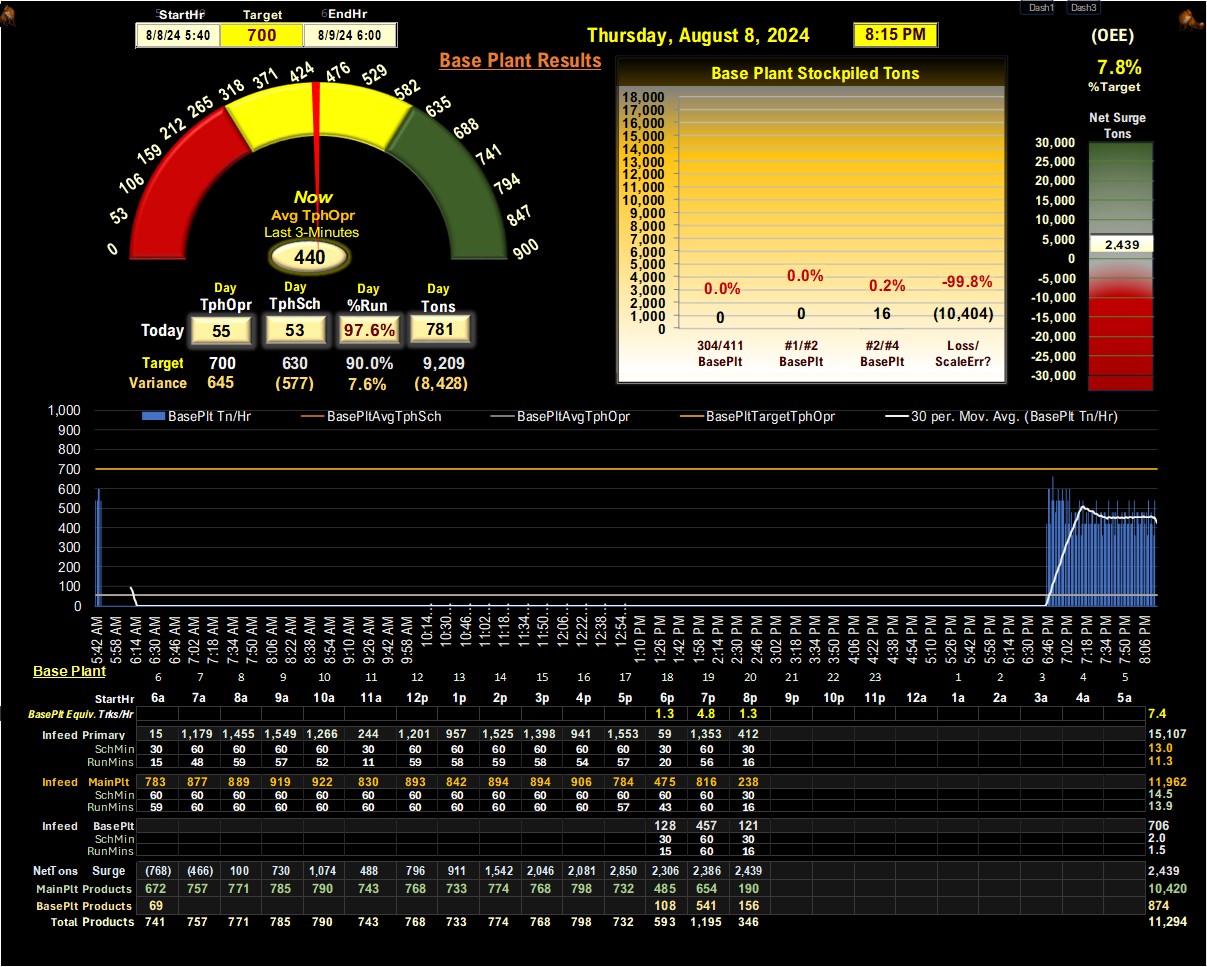 Dash1 Dash3
StartHr Target EndHr
8/8/24 5:40 700 8/9/24 6:00
Thursday, August 8, 2024 8:15 PM
(OEE)
7.8%
%Target
Base Plant Results
0 53 106 159 212 265 318 371 424 476 529 582 635 688 741 794 847 900
Now
Avg TphOpr
Last 3-Minutes
440
Day Day Day Day
TphOpr TphSch %Run Tons
Today 55 53 97.6% 781
Target 700 630 90.0% 9,209
Variance 645 (577) 7.6% (8,428)
Base Plant Stockpiled Tons
18,000
17,000
16,000
15,000
14,000
13,000
12,000
11,000
10,000
9,000
8,000
7,000
6,000
5,000
4,000
3,000
2,000
1,000
0
0.0% 0.0% 0.2% -99.8%
0 0 16 (10,404)
304/411 #1/#2 #2/#4 Loss/
BasePlt BasePlt BasePlt ScaleErr?
Net Surge
Tons
30,000
25,000
20,000
15,000
10,000
5,000
2,439
0
-5,000
-10,000
-15,000
-20,000
-25,000
-30,000
BasePlt Tn/Hr BasePltAvgTphSch BasePltAvgTphOpr BasePltTargetTphOpr 30 per. Mov. Avg. (BasePlt Tn/Hr)
1,000
900
800
700
600
500
400
300
200
100
0
5:42 AM 5:58 AM 6:14 AM 6:30 AM 6:46 AM 7:02 AM 7:18 AM 7:34 AM 7:50 AM 8:06 AM 8:22 AM 8:38 AM 8:54 AM 9:10 AM 9:26 AM 9:42 AM 9:58 AM 10:14... 10:30... 10:46... 11:02... 11:18... 11:34... 11:50... 12:06... 12:22... 12:38... 12:54... 1:10 PM 1:26 PM 1:42 PM 1:58 PM 2:14 PM 2:30 PM 2:46 PM 3:02 PM 3:18 PM 3:34 PM 3:50 PM 4:06 PM 4:22 PM 4:38 PM 4:54 PM 5:10 PM 5:26 PM 5:42 PM 5:58 PM 6:14 PM 6:30 PM 6:46 PM 7:02 PM 7:18 PM 7:34 PM 7:50 PM 8:06 PM
Base Plant
6 7 8 9 10 11 12 13 14 15 16 17 18 19 20 21 22 23 1 2 3 4 5
StartHr 6a 7a 8a 9a 10a 11a 12p 1p 2p 3p 4p 5p 6p 7p 8p 9p 10p 11p 12a 1a 2a 3a 4a 5a
BasePlt Equiv. Trks/Hr 1.3 4.8 1.3 7.4
Infeed Primary 15 1,179 1,455 1,549 1,266 244 1,201 957 1,525 1,398 941 1,553 59 1,353 412 15,107
SchMin 30 60 60 60 60 30 60 60 60 60 60 60 30 60 30 13.0
RunMins 15 48 59 57 52 11 59 58 59 58 54 57 20 56 16 11.3
Infeed MainPlt 783 877 889 919 922 830 893 842 894 894 906 784 475 816 238 11,962
SchMin 60 60 60 60 60 60 60 60 60 60 60 60 60 60 30 14.5
RunMins 59 60 60 60 60 60 60 60 60 60 60 57 43 60 16 13.9
Infeed BasePlt 128 457 121 706
SchMin 30 60 30 2.0
RunMins 15 60 16 1.5
NetTons Surge (768) (466) 100 730 1,074 488 796 911 1,542 2,046 2,081 2,850 2,306 2,386 2,439 2,439
MainPlt Products 672 757 771 785 790 743 768 733 774 768 798 732 485 654 190 10,420
BasePlt Products 69 108 541 156 874
Total Products 741 757 771 785 790 743 768 733 774 768 798 732 593 1,195 346 11,294